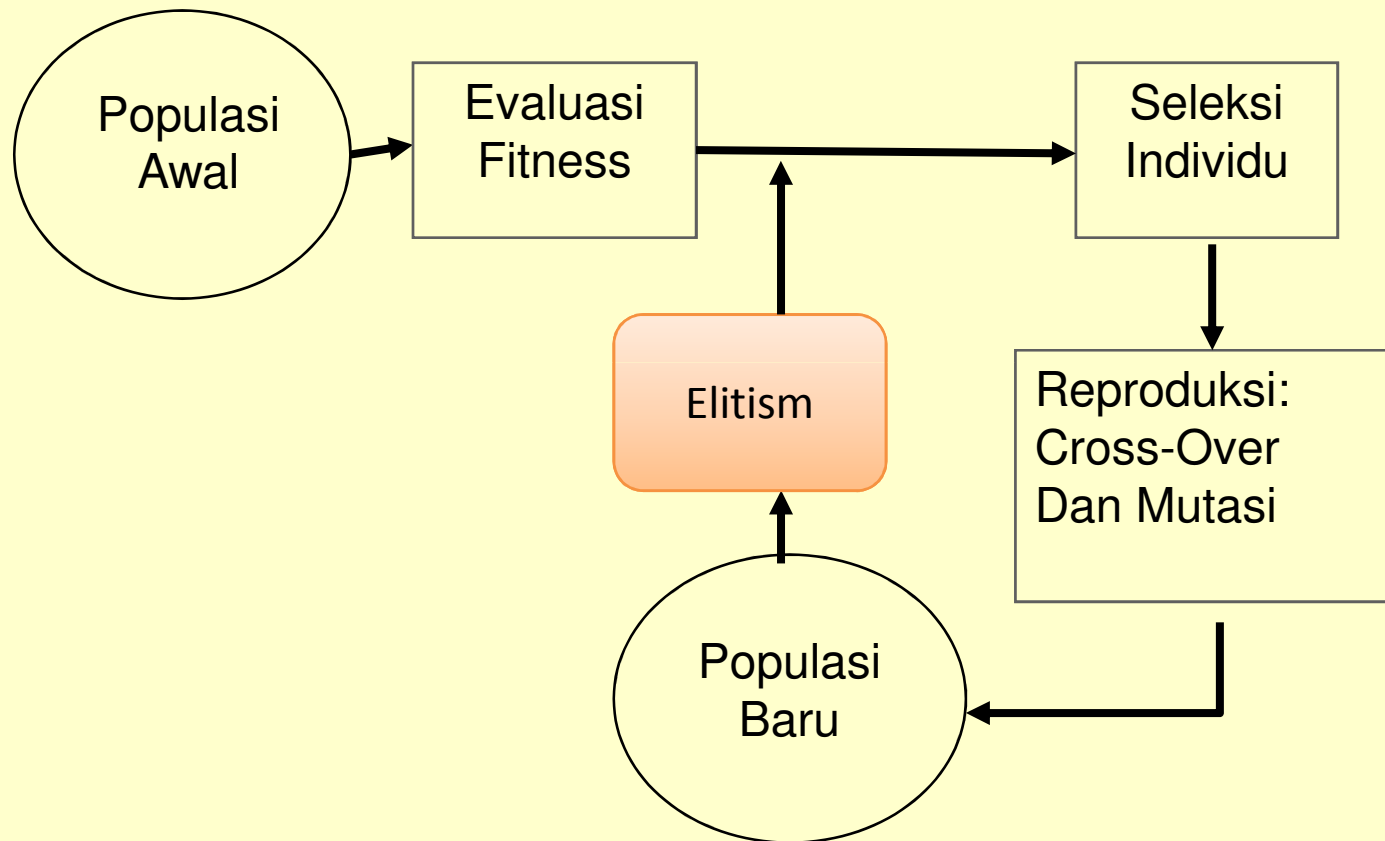 Populasi
Awal
Evaluasi
Fitness
Seleksi
Individu
Elitism
Reproduksi:
Cross-Over
Dan Mutasi
Populasi
Baru